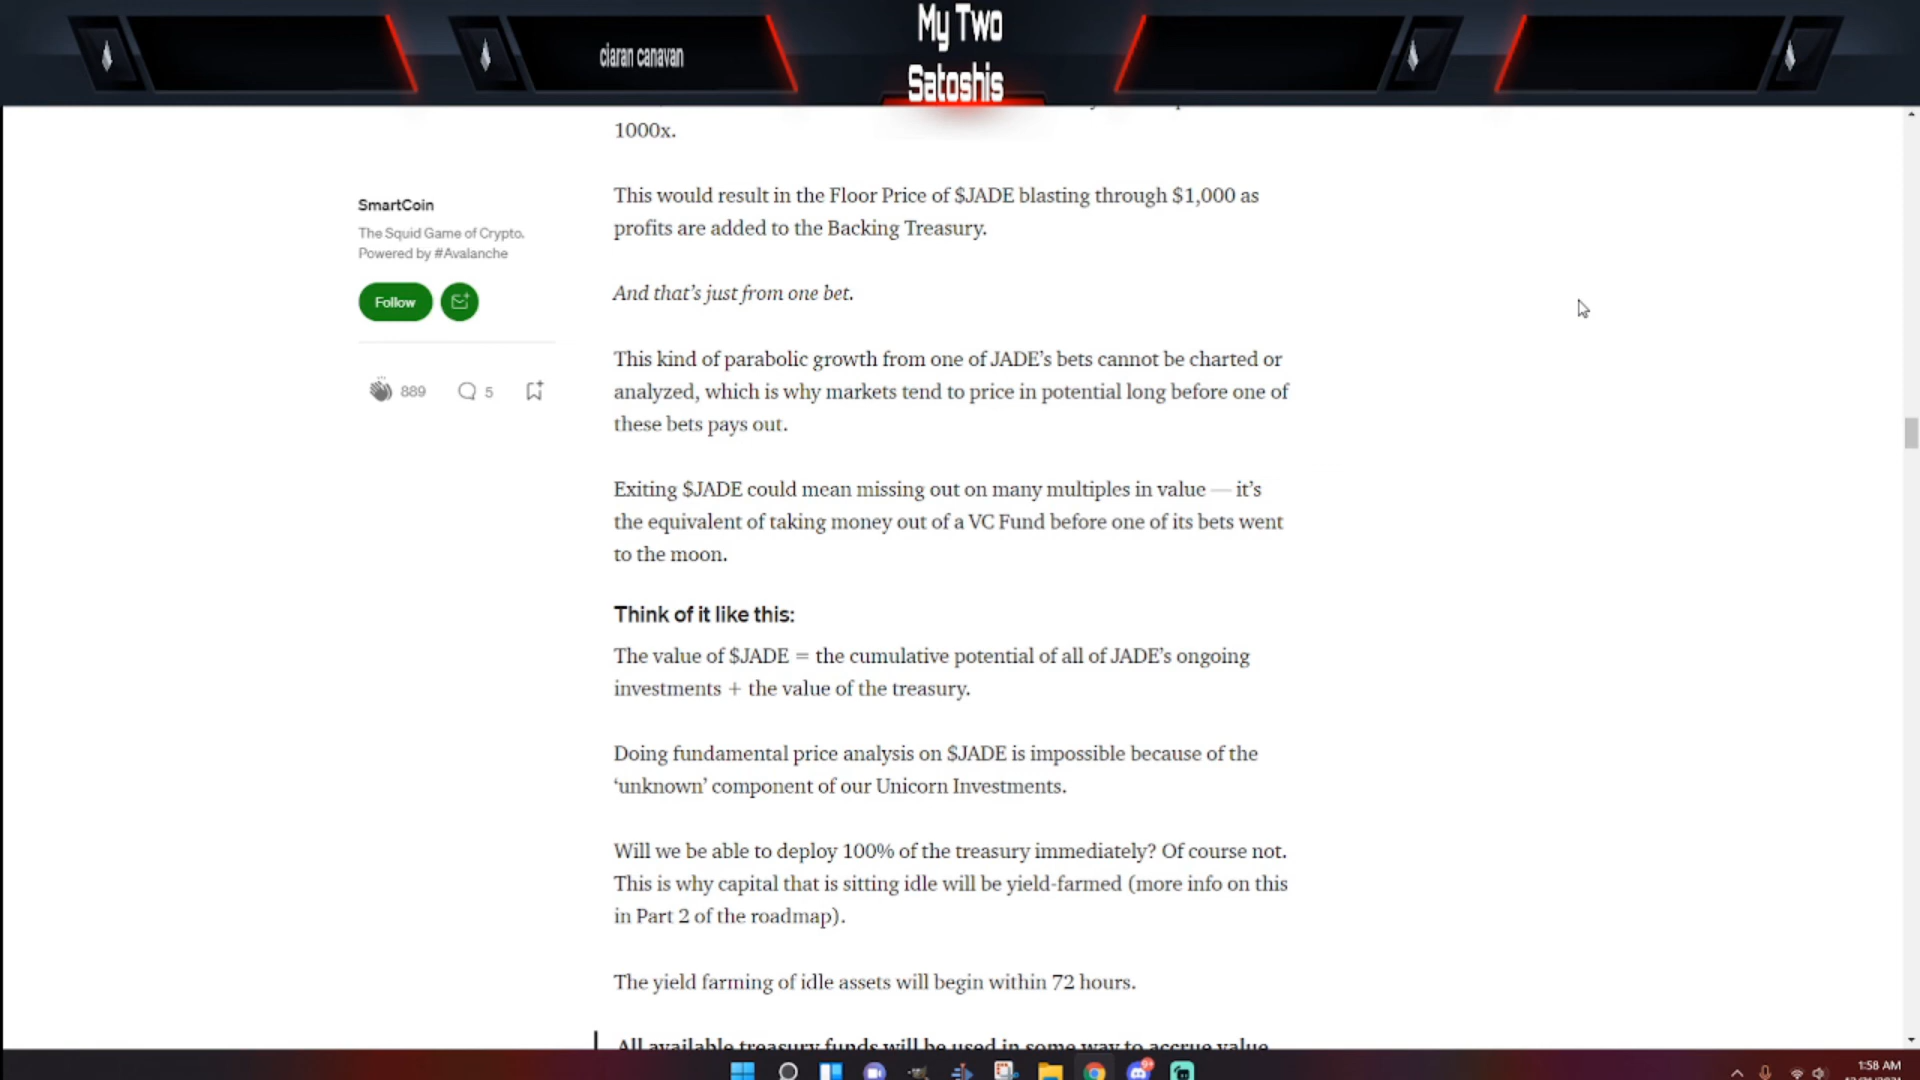 My Two
ciaran canavan
Satoshis
1000x.
SmartCoin
The Squid Game of Crypto.
Powered by #Avalanche
Follow
889
5
This would result in the Floor Price of $JADE blasting through $1,000 as
profits are added to the Backing Treasury.
And that’s just from one bet.
This kind of parabolic growth from one of JADE’s bets cannot be charted or
analyzed, which is why markets tend to price in potential long before one of
these bets pays out.
Exiting $JADE could mean missing out on many multiples in value — it’s
the equivalent of taking money out of a VC Fund before one of its bets went
to the moon.
Think of it like this:
The value of $JADE = the cumulative potential of all of JADE’s ongoing
investments + the value of the treasury.
Doing fundamental price analysis on $JADE is impossible because of the
‘unknown’ component of our Unicorn Investments.
Will we be able to deploy 100% of the treasury immediately? Of course not.
This is why capital that is sitting idle will be yield-farmed (more info on this
in Part 2 of the roadmap).
The yield farming of idle assets will begin within 72 hours.
All available treasury funds will be used in some way to accrue value
1:58 AM